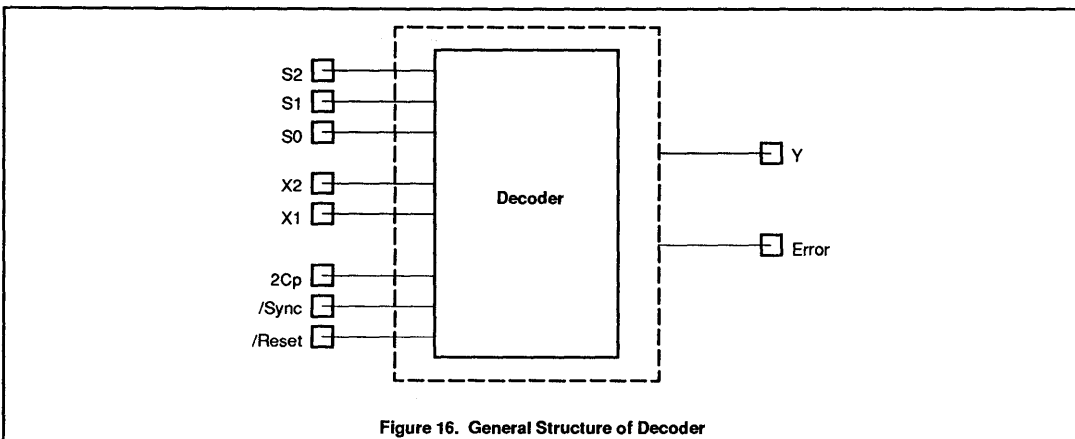 S2
S1
S0
X2
X1
2Cp
/Sync
/Reset
Decoder
Y
Error
Figure 16. General Structure of Decoder